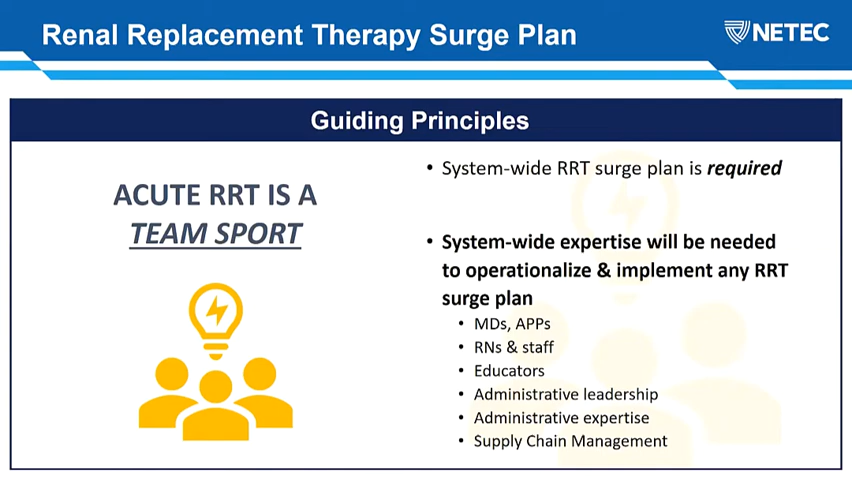 Renal Replacement Therapy Surge Plan
NETEC
Guiding Principles
ACUTE RRT IS A
TEAM SPORT
• System-wide RRT surge plan is required
• System-wide expertise will be needed
to operationalize & implement any RRT
surge plan
• MDs, APPs
• RNs & staff
• Educators
• Administrative leadership
• Administrative expertise
• Supply Chain Management